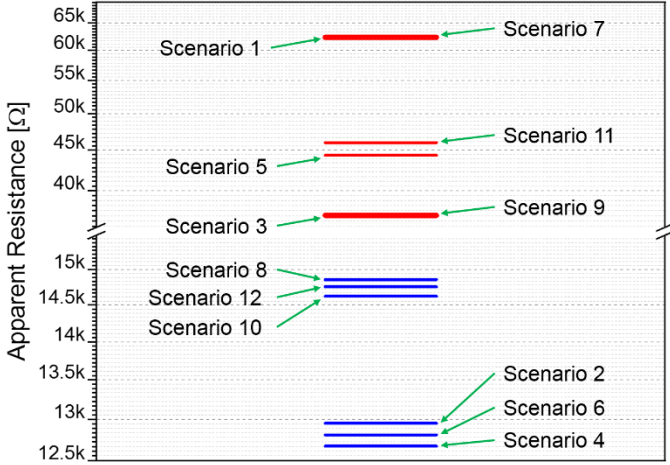 65k
Scenario 7
60k
Scenario 1
55k
50k
Scenario 11
45k
Scenario 5
40k
Scenario 9
Scenario 3
Apparent Resistance [Ω]
15k
Scenario 8
Scenario 12
14.5k
Scenario 10
14k
13.5k
Scenario 2
13k
Scenario 6
Scenario 4
12.5k